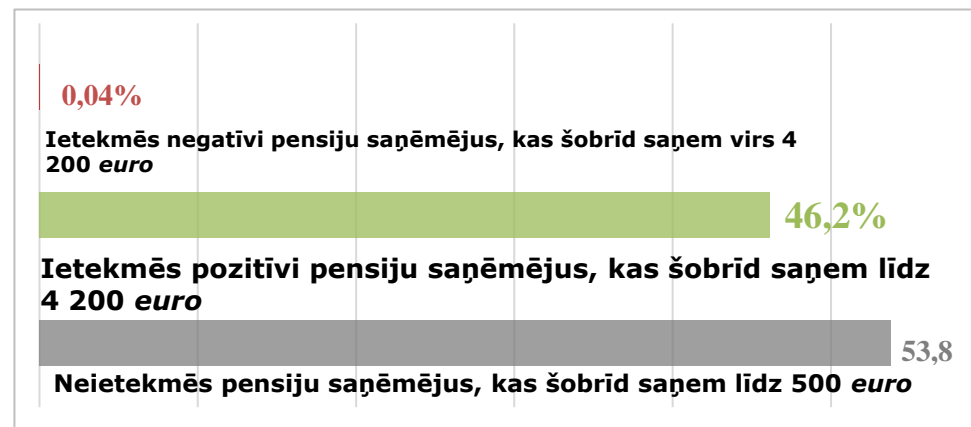 0,04%
Ietekmēs negatīvi pensiju saņēmējus, kas šobrīd saņem virs 4
200 euro
46,2%
Ietekmēs pozitīvi pensiju saņēmējus, kas šobrīd saņem līdz
4 200 euro
53,8
Neietekmēs pensiju saņēmējus, kas šobrīd saņem līdz 500 euro